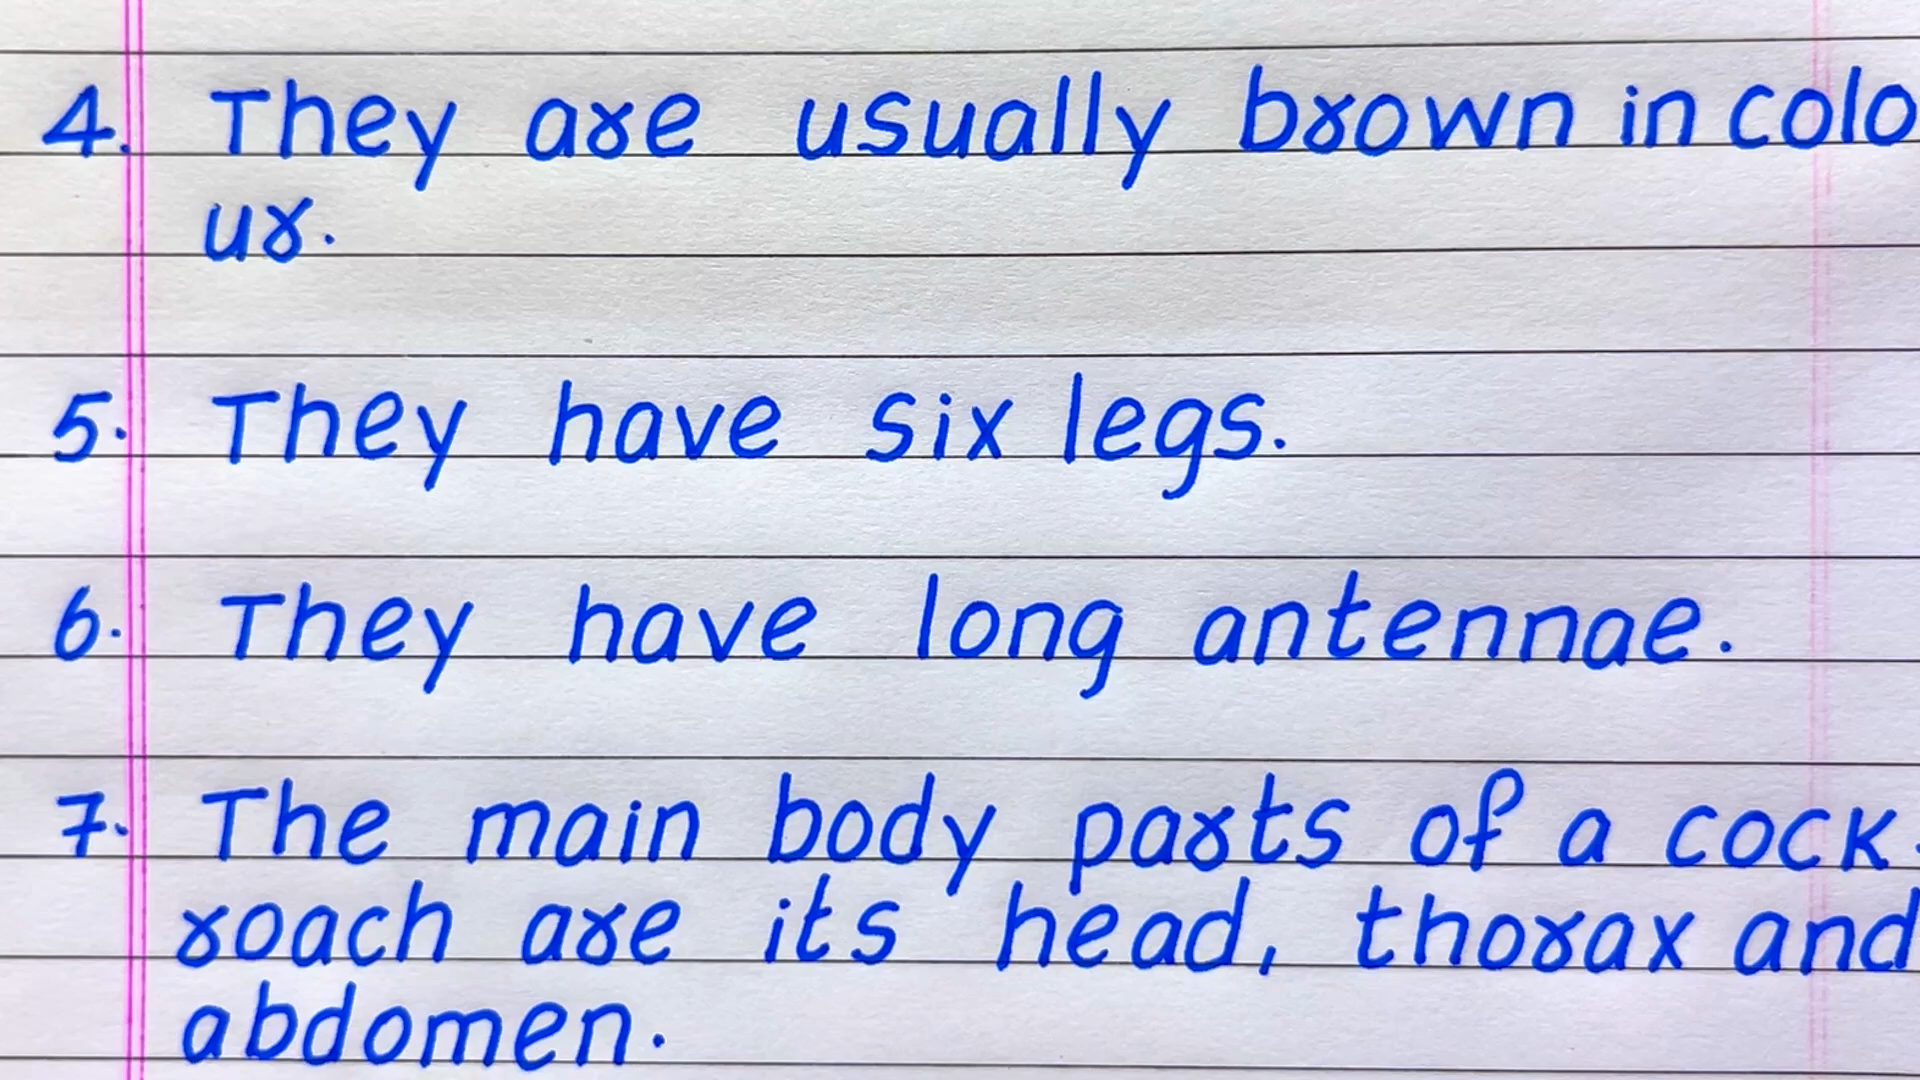 4. They are usually brown in colo
ur.
5. They have six legs.
6. They have long antennae.
7. The main body parts of a cock-
roach are its head, thorax and
abdomen.